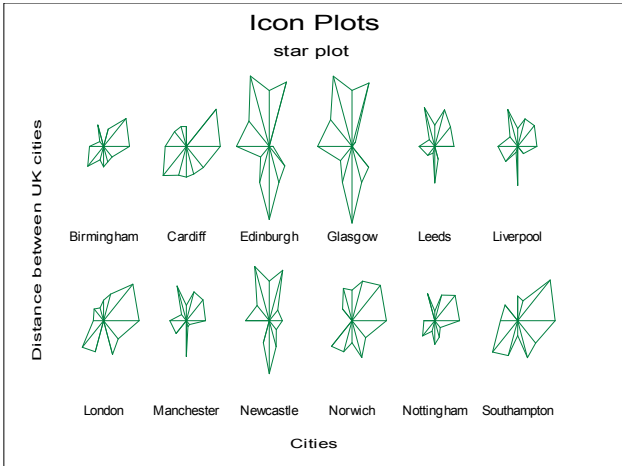 Icon Plots
star plot
Distance between UK cities
Birmingham Cardiff Edinburgh Glasgow Leeds Liverpool
London Manchester Newcastle Norwich Nottingham Southampton
Cities